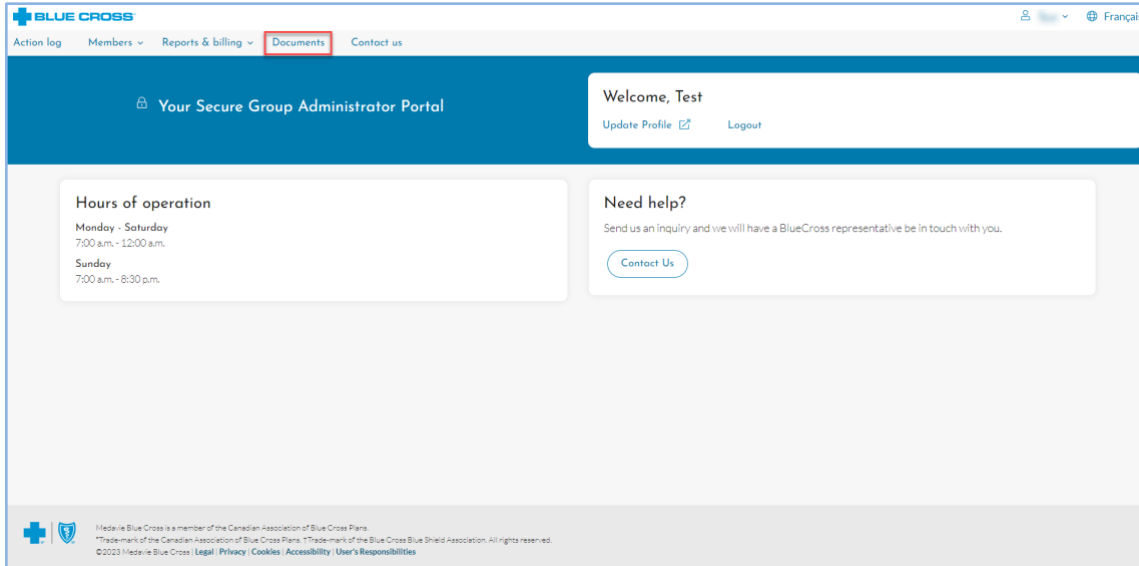 BLUE CROSS®
Françai
Action log Members Reports & billing Documents Contact us
Your Secure Group Administrator Portal
Welcome, Test
Update Profile Logout
Hours of operation
Monday - Saturday
7:00 a.m. - 12:00 a.m.
Sunday
7:00 a.m. - 8:30 p.m.
Need help?
Send us an inquiry and we will have a BlueCross representative be in touch with you.
Contact Us
Medavie Blue Cross is a member of the Canadian Association of Blue Cross Plans.
*Trade-mark of the Canadian Association of Blue Cross Plans. †Trade-mark of the Blue Cross Blue Shield Association. All rights reserved.
©2023 Medavie Blue Cross | Legal | Privacy | Cookies | Accessibility | User's Responsibilities